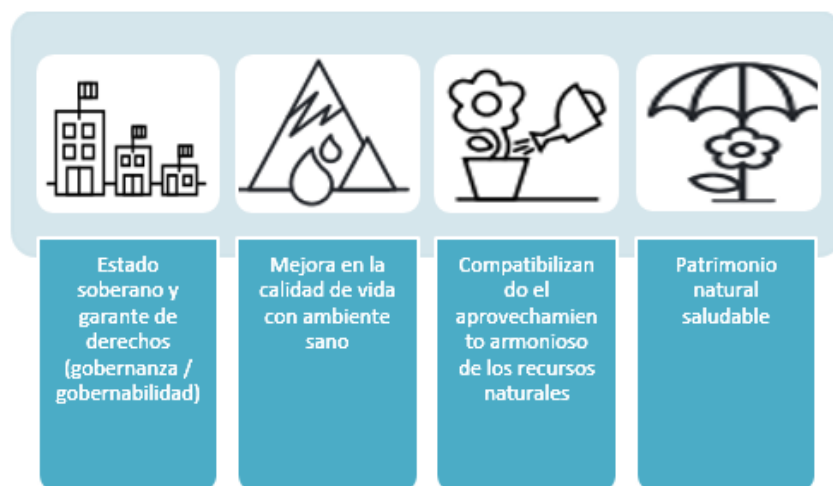 Estado
soberano y
garante de
derechos
(gobernanza /
gobernabilidad)
Mejora en la
calidad de vida
con ambiente
sano
Compatibilizan
do el
aprovechamien
to armonioso
de los recursos
naturales
Patrimonio
natural
saludable